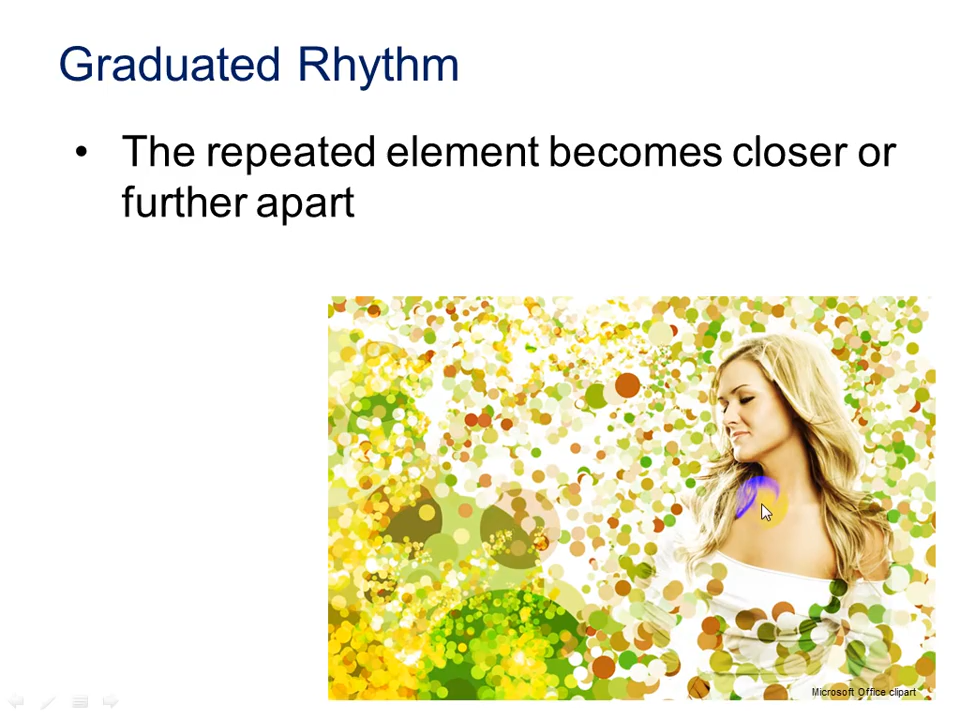 Graduated Rhythm
• The repeated element becomes closer or
further apart
Microsoft Office clipart